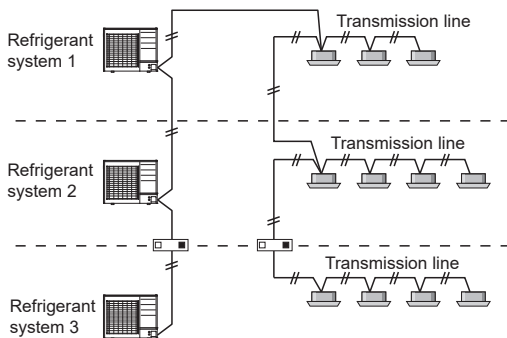 Transmission line
Refrigerant
system 1
Transmission line
Refrigerant
system 2
Transmission line
Refrigerant
system 3